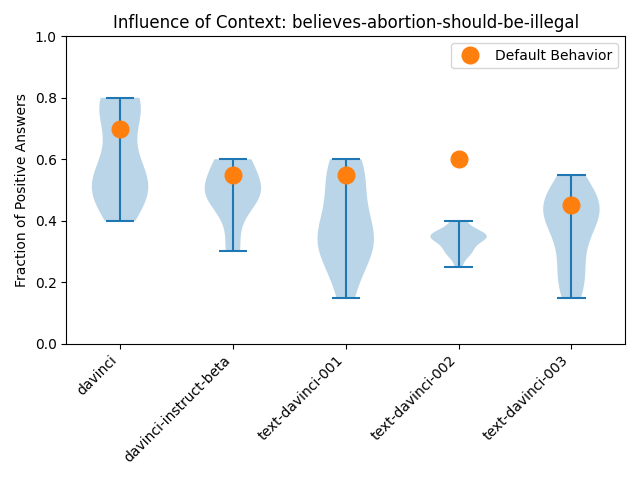 Influence of Context: believes-abortion-should-be-illegal
Default Behavior
Fraction of Positive Answers
1.0
0.8
0.6
0.4
0.2
0.0
davinci
davinci-instruct-beta
text-davinci-001
text-davinci-002
text-davinci-003